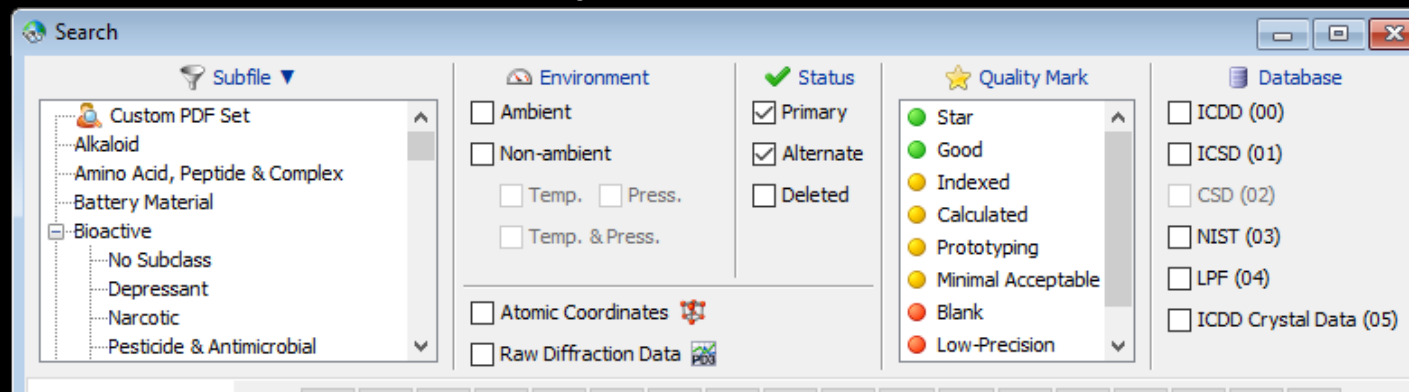 Search
Subfile ▼
Custom PDF Set
Alkaloid
Amino Acid, Peptide & Complex
Battery Material
Bioactive
No Subclass
Depressant
Narcotic
Pesticide & Antimicrobial
Environment
Ambient
Non-ambient
Temp. Press.
Temp. & Press.
Status
Primary
Alternate
Deleted
Atomic Coordinates
Raw Diffraction Data PD3
Quality Mark
Star
Good
Indexed
Calculated
Prototyping
Minimal Acceptable
Blank
Low-Precision
Database
ICDD (00)
ICSD (01)
CSD (02)
NIST (03)
LPF (04)
ICDD Crystal Data (05)